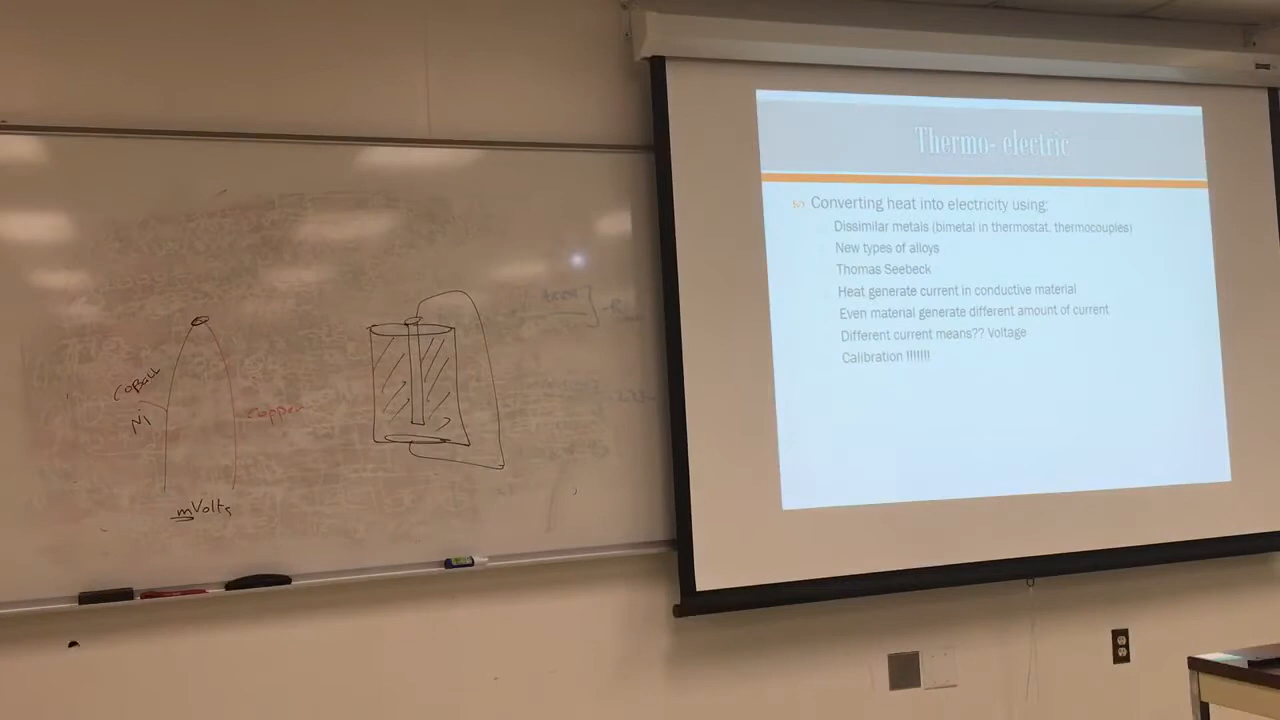 Cobalt
Ni
Copper
mVolts
Thermo- electric
Converting heat into electricity using:
Dissimilar metals (bimetal in thermostat, thermocouples)
New types of alloys
Thomas Seebeck
Heat generate current in conductive material
Even material generate different amount of current
Different current means?? Voltage
Calibration !!!!!!!